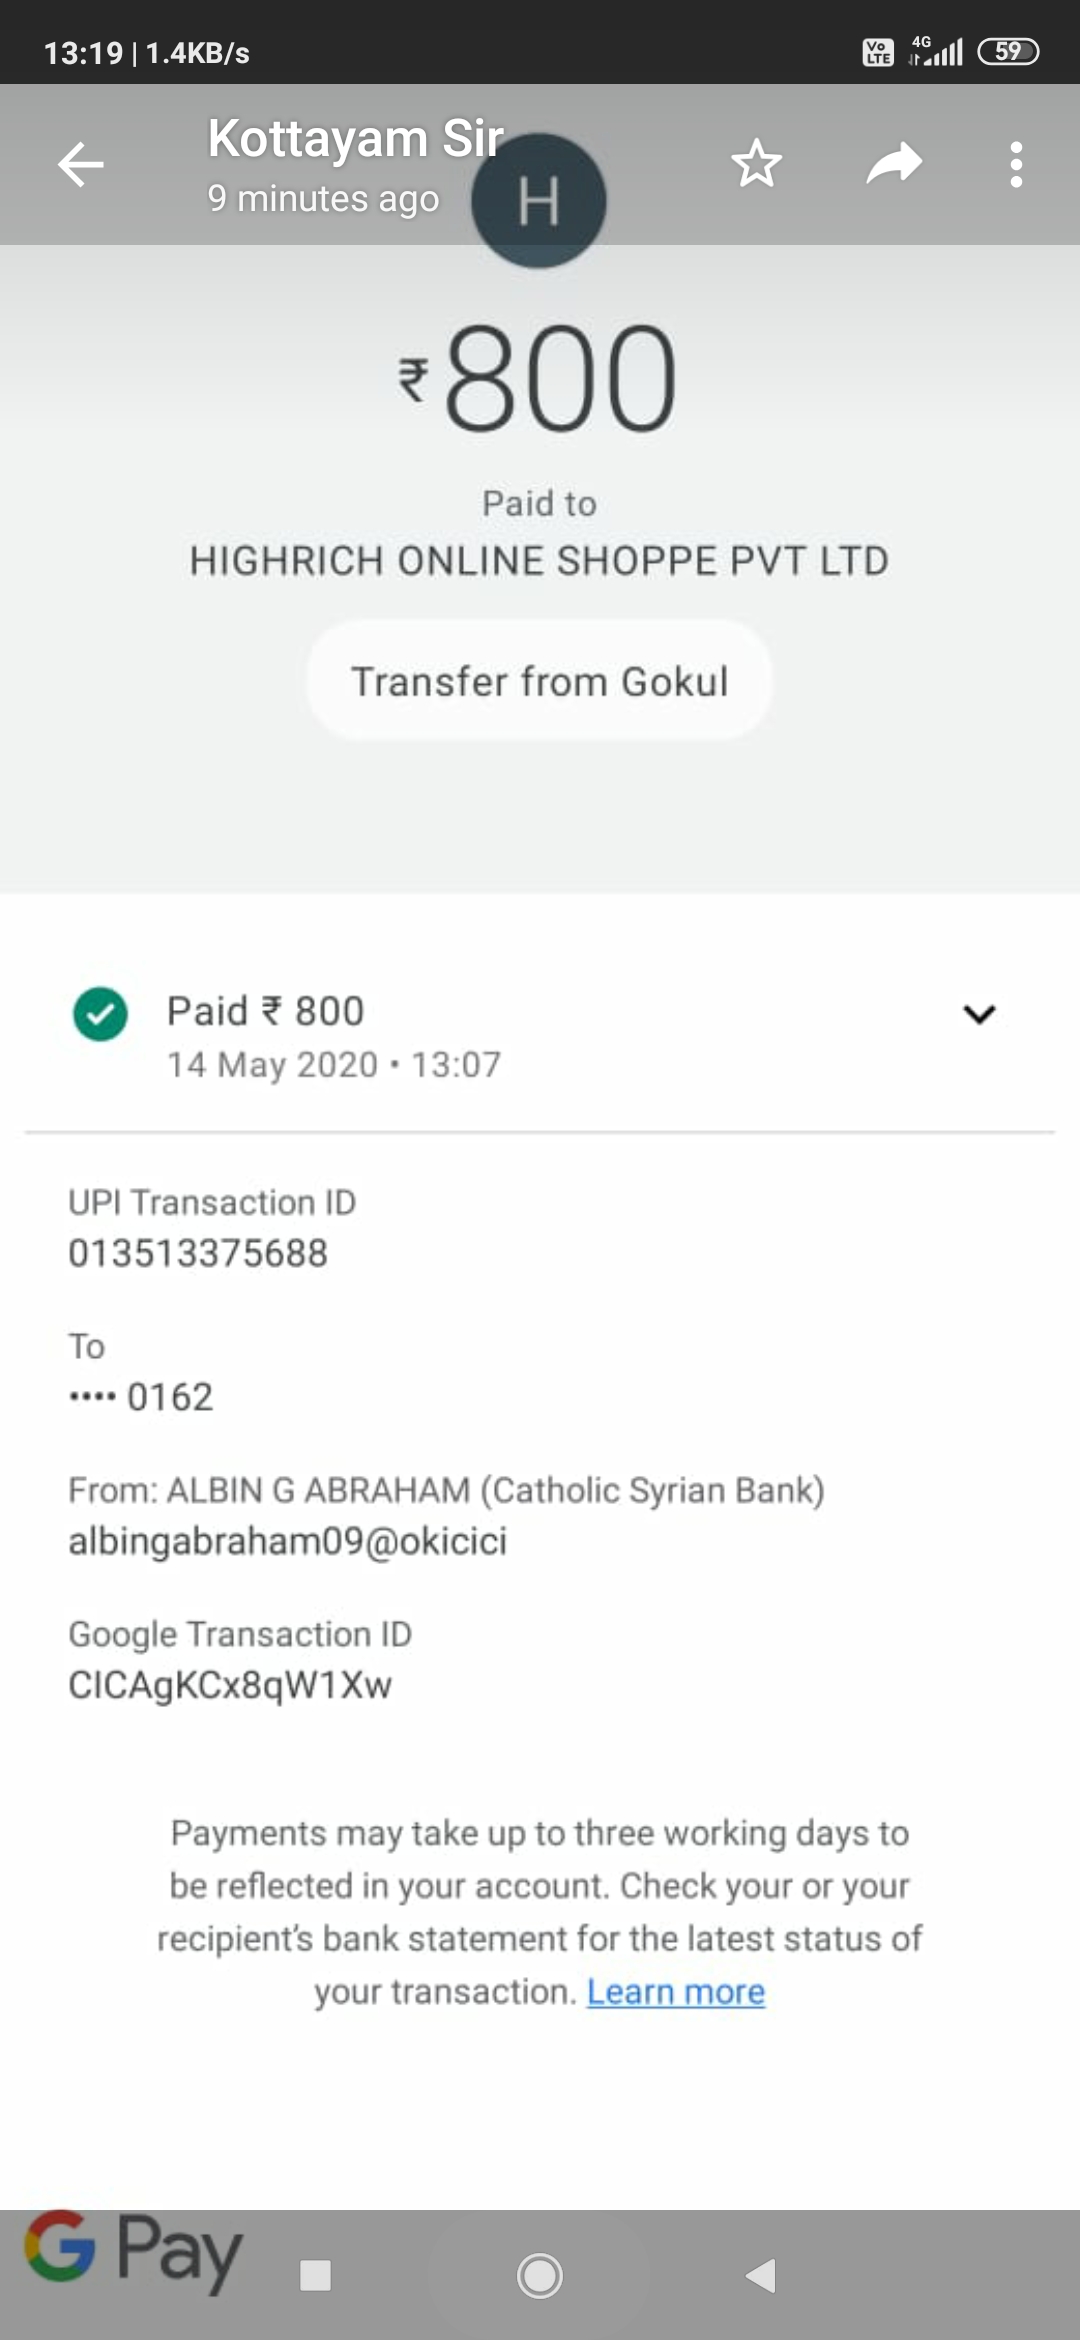 13:19 | 1.4KB/s
Vo LTE
4G
59
Kottayam Sir
9 minutes ago
H
₹800
Paid to
HIGHRICH ONLINE SHOPPE PVT LTD
Transfer from Gokul
Paid ₹ 800
14 May 2020 • 13:07
UPI Transaction ID
013513375688
To
•••• 0162
From: ALBIN G ABRAHAM (Catholic Syrian Bank)
albingabraham09@okicici
Google Transaction ID
CICAgKCx8qW1Xw
Payments may take up to three working days to
be reflected in your account. Check your or your
recipient's bank statement for the latest status of
your transaction. Learn more
G Pay